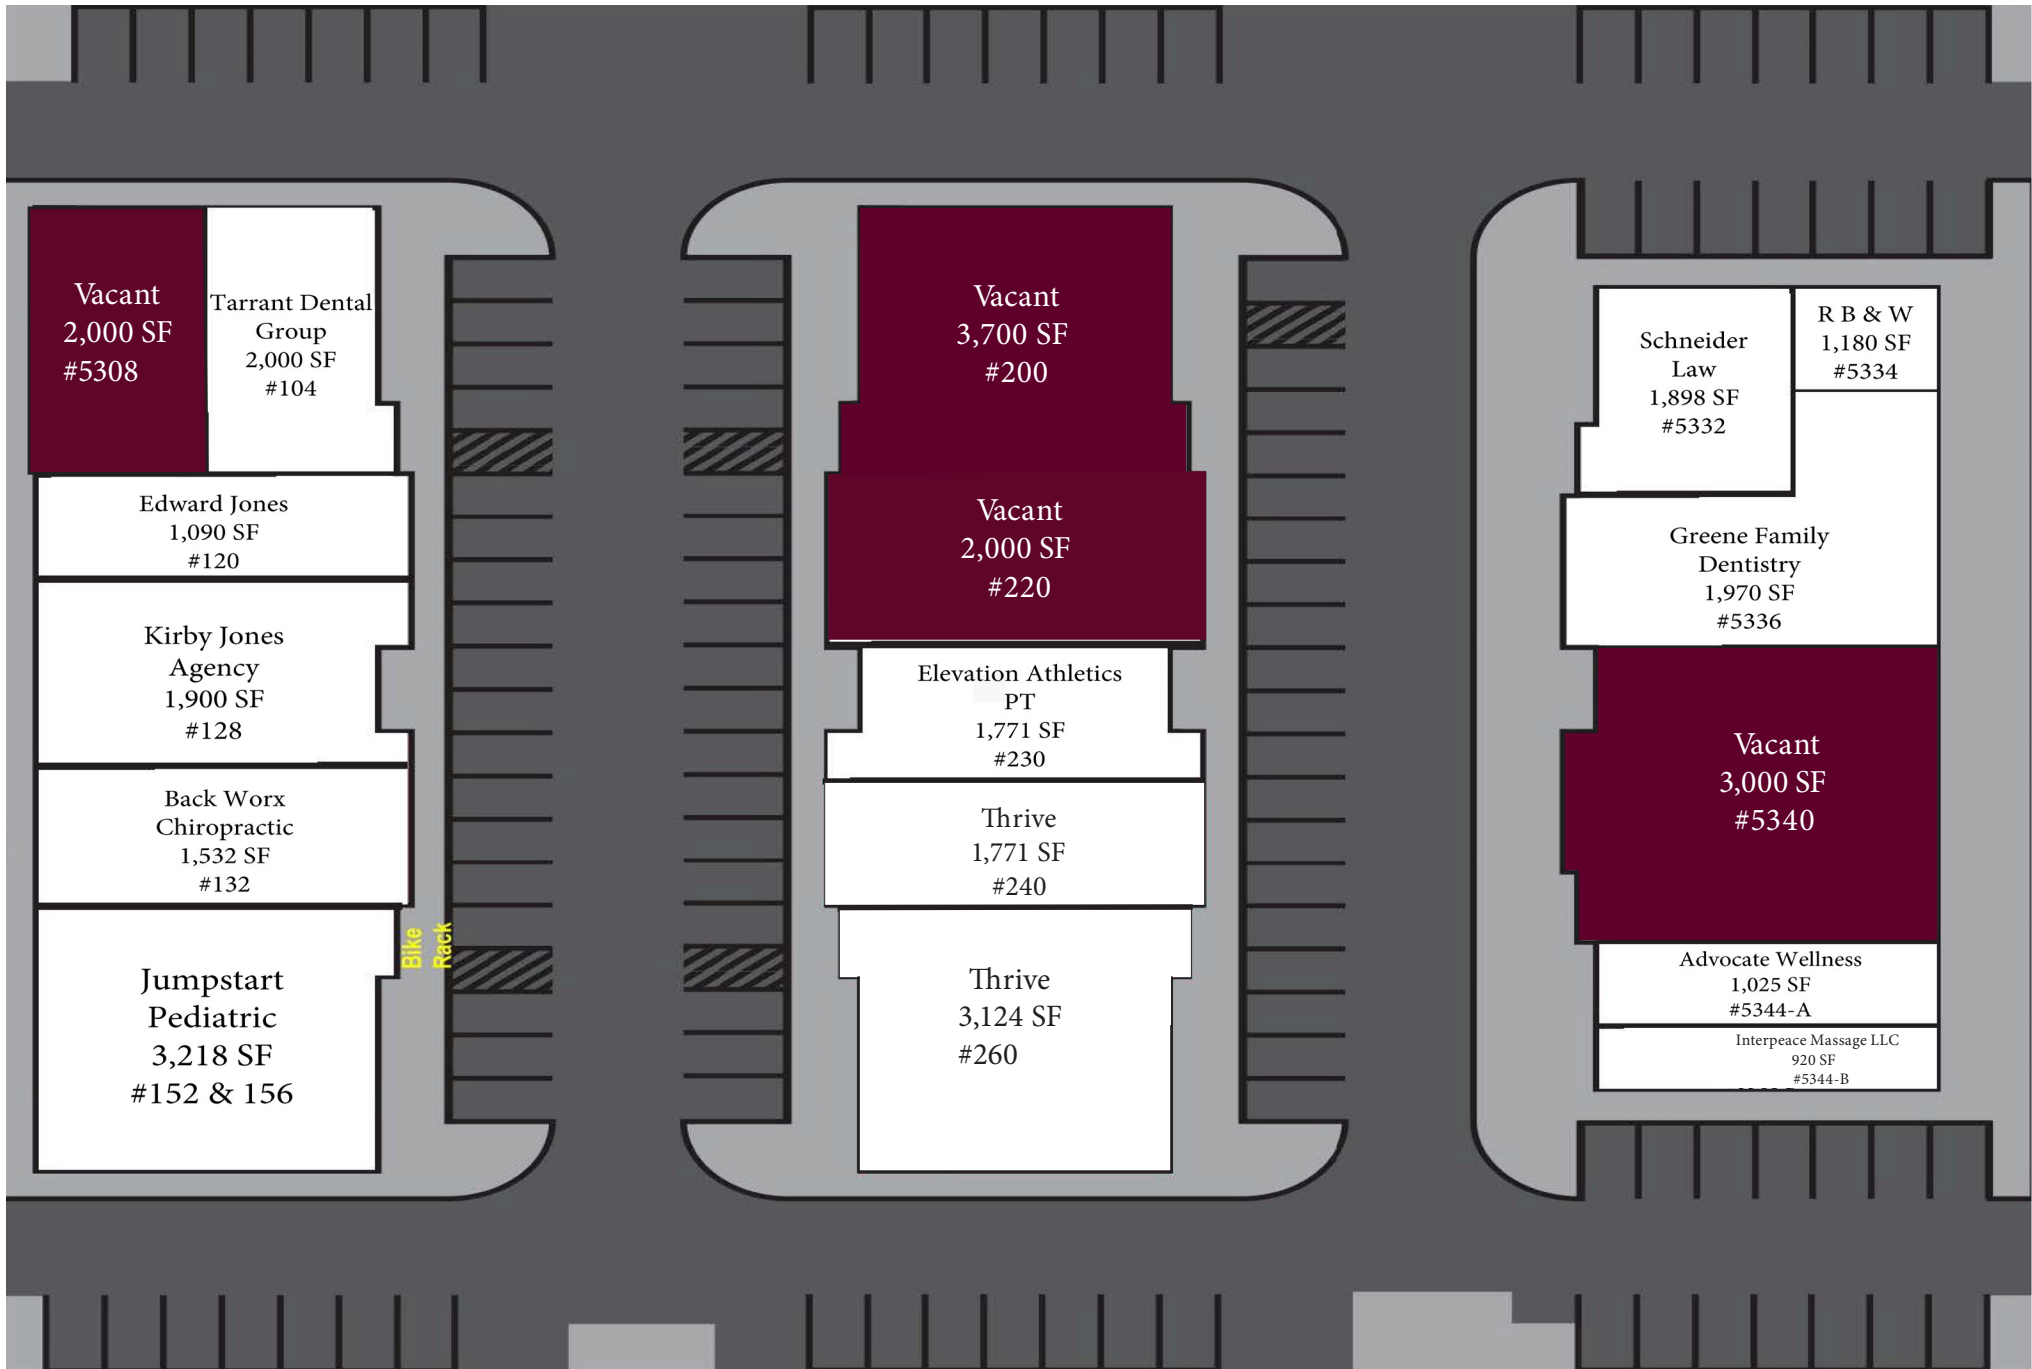 Vacant
2,000 SF
#5308
Tarrant Dental
Group
2,000 SF
#104
Edward Jones
1,090 SF
#120
Kirby Jones
Agency
1,900 SF
#128
Back Worx
Chiropractic
1,532 SF
#132
Bike
Rack
Jumpstart
Pediatric
3,218 SF
#152 & 156
Vacant
3,700 SF
#200
Vacant
2,000 SF
#220
Elevation Athletics
PT
1,771 SF
#230
Thrive
1,771 SF
#240
Thrive
3,124 SF
#260
Schneider
Law
1,898 SF
#5332
R B & W
1,180 SF
#5334
Greene Family
Dentistry
1,970 SF
#5336
Vacant
3,000 SF
#5340
Advocate Wellness
1,025 SF
#5344-A
Interpeace Massage LLC
920 SF
#5344-B